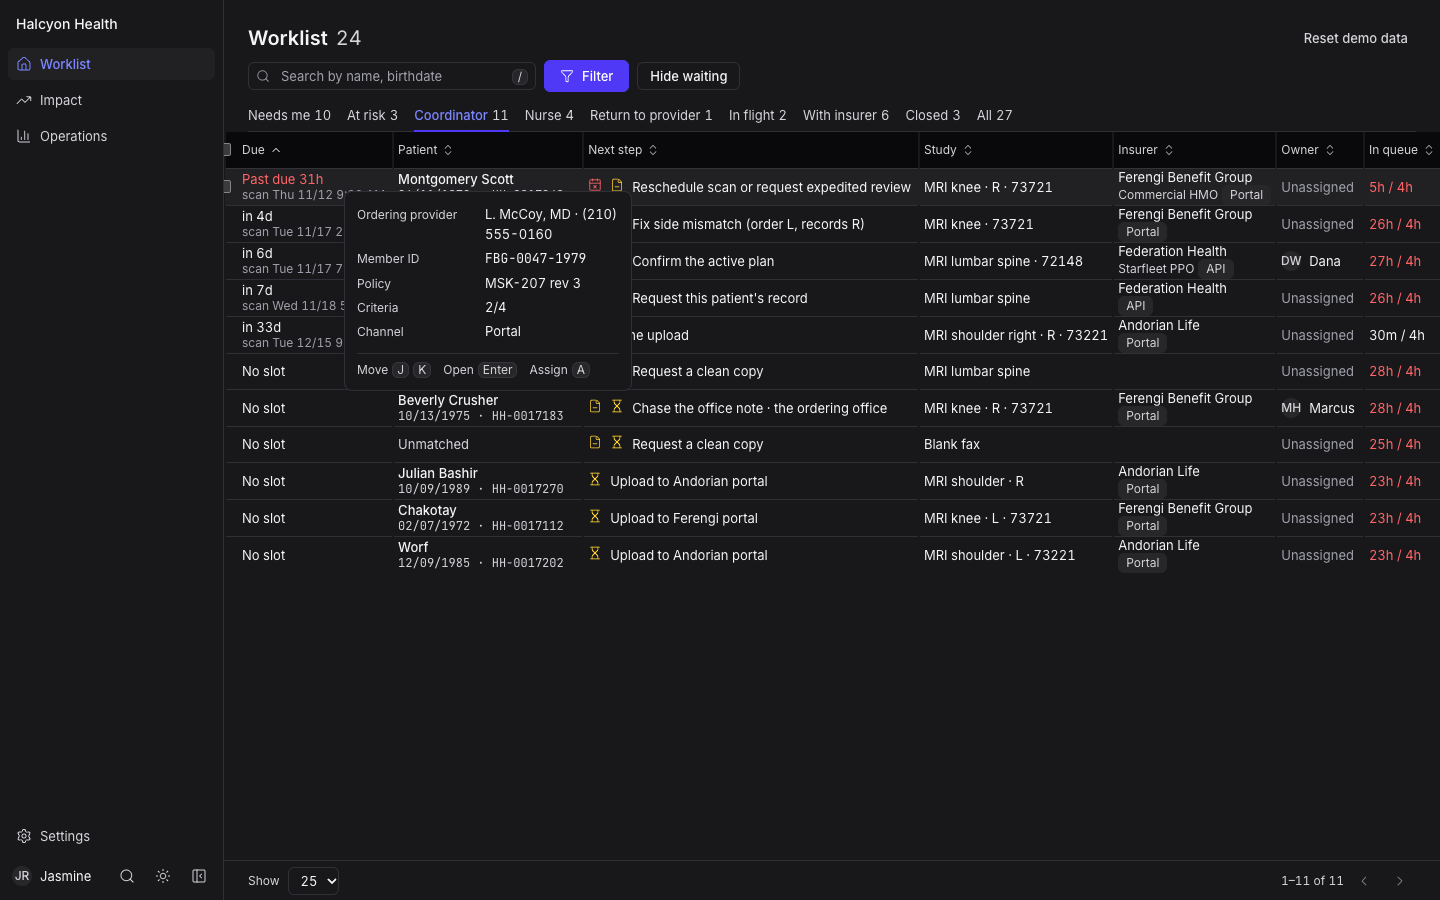 Halcyon Health
Worklist
Impact
Operations
Settings
JR Jasmine
Worklist 24
Reset demo data
Search by name, birthdate /
Filter
Hide waiting
Needs me 10 At risk 3 Coordinator 11 Nurse 4 Return to provider 1 In flight 2 With insurer 6 Closed 3 All 27
Due Patient Next step Study Insurer Owner In queue
Past due 31h Montgomery Scott Reschedule scan or request expedited review MRI knee · R · 73721 Ferengi Benefit Group Unassigned 5h / 4h
scan Thu 11/12 Commercial HMO Portal
in 4d Fix side mismatch (order L, records R) MRI knee · 73721 Ferengi Benefit Group Unassigned 26h / 4h
scan Tue 11/17 Portal
in 6d Confirm the active plan MRI lumbar spine · 72148 Federation Health DW Dana 27h / 4h
scan Tue 11/17 Starfleet PPO API
in 7d Request this patient's record MRI lumbar spine Federation Health Unassigned 26h / 4h
scan Wed 11/18 API
in 33d upload MRI shoulder right · R · 73221 Andorian Life Unassigned 30m / 4h
scan Tue 12/15 Portal
No slot Request a clean copy MRI lumbar spine Unassigned 28h / 4h
Ordering provider L. McCoy, MD · (210)
555-0160
Member ID FBG-0047-1979
Policy MSK-207 rev 3
Criteria 2/4
Channel Portal
Move J K Open Enter Assign A
No slot Beverly Crusher Chase the office note · the ordering office MRI knee · R · 73721 Ferengi Benefit Group MH Marcus 28h / 4h
10/13/1975 · HH-0017183 Portal
No slot Unmatched Request a clean copy Blank fax Unassigned 25h / 4h
No slot Julian Bashir Upload to Andorian portal MRI shoulder · R Andorian Life Unassigned 23h / 4h
10/09/1989 · HH-0017270 Portal
No slot Chakotay Upload to Ferengi portal MRI knee · L · 73721 Ferengi Benefit Group Unassigned 23h / 4h
02/07/1972 · HH-0017112 Portal
No slot Worf Upload to Andorian portal MRI shoulder · L · 73221 Andorian Life Unassigned 23h / 4h
12/09/1985 · HH-0017202 Portal
Show 25
1–11 of 11